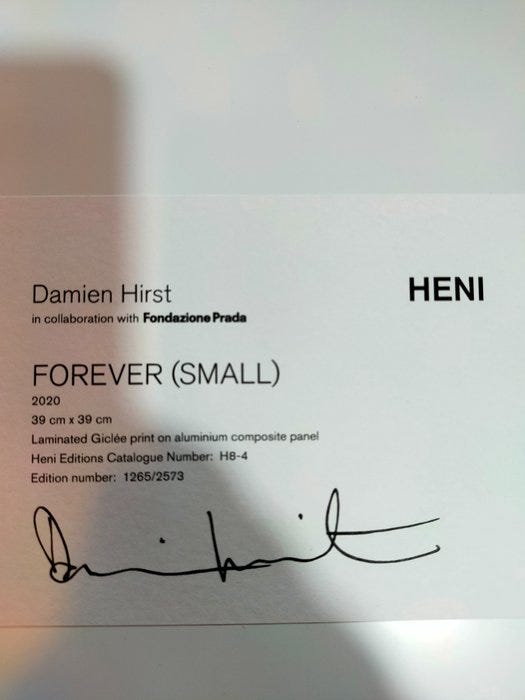 Damien Hirst
HENI
in collaboration with Fondazione Prada
FOREVER (SMALL)
2020
39 cm x 39 cm
Laminated Giclée print on aluminium composite panel
Heni Editions Catalogue Number: H8-4
Edition number: 1265/2573